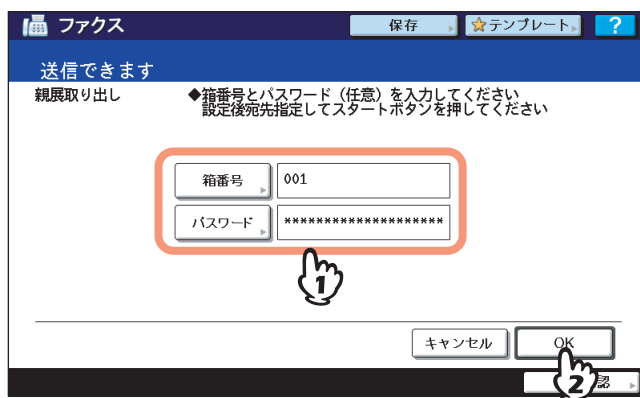 ファクス
保存
テンプレート
?
送信できます
親展取り出し
◆箱番号とパスワード(任意)を入力してください
設定後宛先指定してスタートボタンを押してください
箱番号
001
パスワード
********************
1
キャンセル
OK
2
認